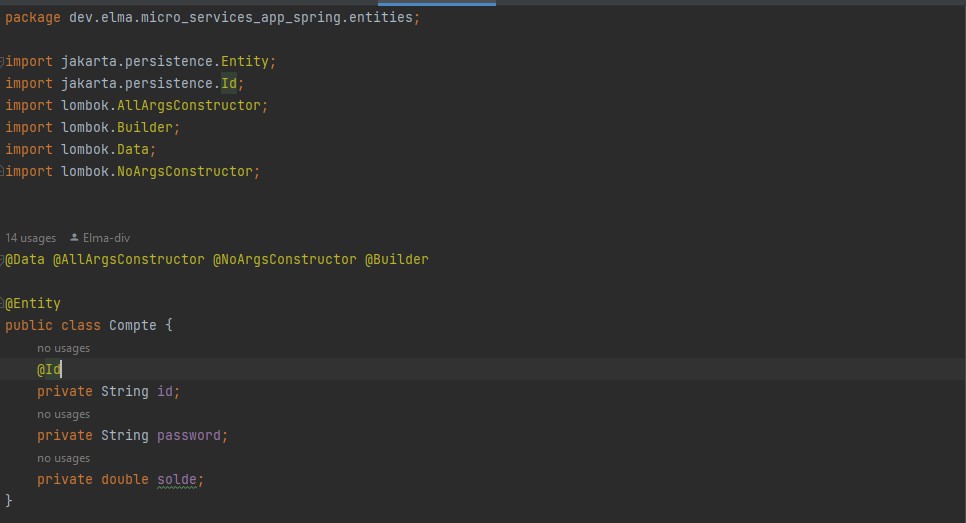 package dev.elma.micro_services_app_spring.entities;
import jakarta.persistence.Entity;
import jakarta.persistence.Id;
import lombok.AllArgsConstructor;
import lombok.Builder;
import lombok.Data;
import lombok.NoArgsConstructor;
14 usages Elma-div
@Data @AllArgsConstructor @NoArgsConstructor @Builder
@Entity
public class Compte {
no usages
@Id
private String id;
no usages
private String password;
no usages
private double solde;
}